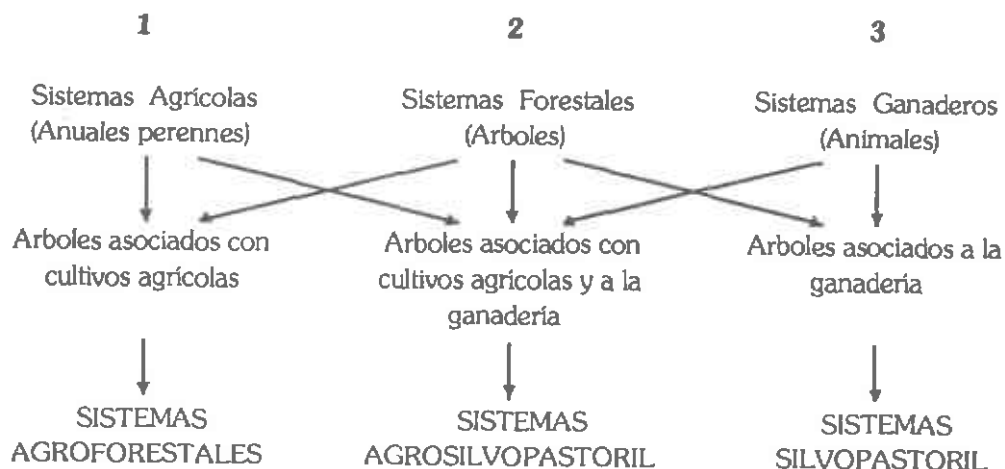 1
2
3
Sistemas Agrícolas
(Anuales perennes)
Sistemas Forestales
(Arboles)
Sistemas Ganaderos
(Animales)
Arboles asociados con
cultivos agrícolas
Arboles asociados con
cultivos agrícolas y a la
ganadería
Arboles asociados a la
ganadería
SISTEMAS
AGROFORESTALES
SISTEMAS
AGROSILVOPASTORIL
SISTEMAS
SILVOPASTORIL